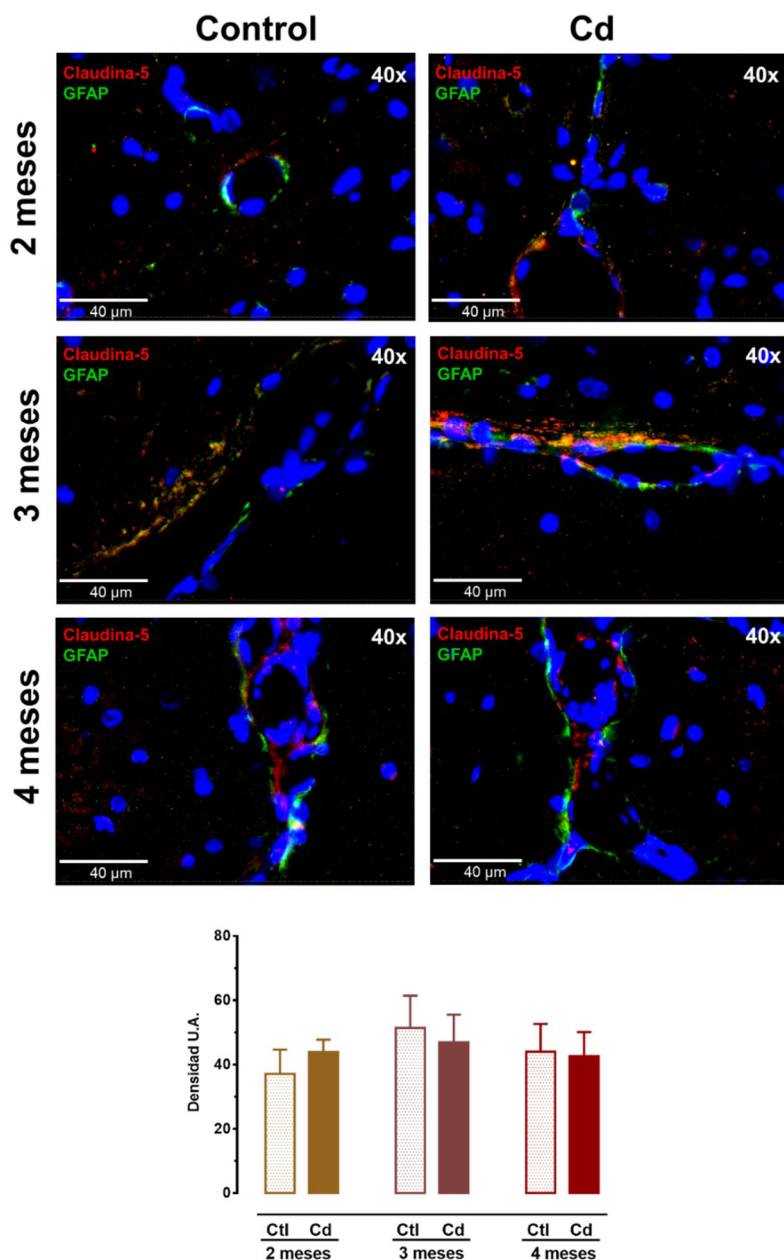 Control Cd
2 meses
Claudina-5
GFAP
40x
40 µm
Claudina-5
GFAP
40x
40 µm
3 meses
Claudina-5
GFAP
40x
40 µm
Claudina-5
GFAP
40x
40 µm
4 meses
Claudina-5
GFAP
40x
40 µm
Claudina-5
GFAP
40x
40 µm
Densidad U.A.
80
60
40
20
0
Ctl Cd Ctl Cd Ctl Cd
2 meses 3 meses 4 meses